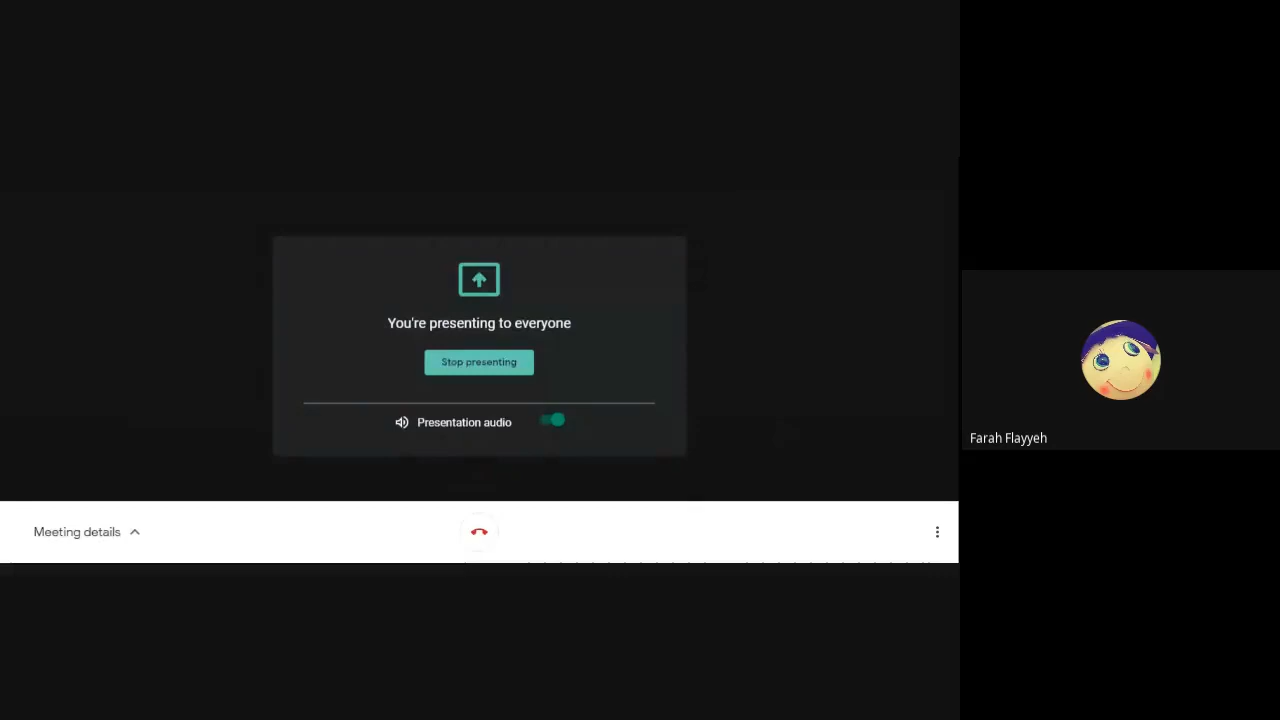 You're presenting to everyone
Stop presenting
Presentation audio
Farah Flayyeh
Meeting details